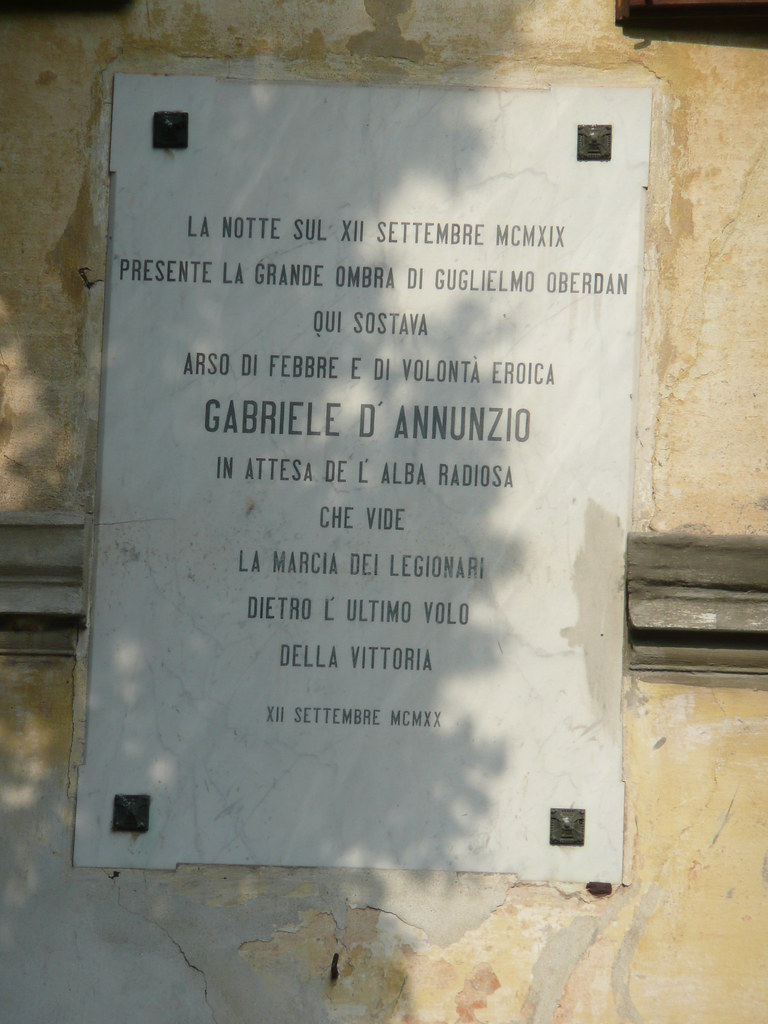 LA NOTTE SUL XII SETTEMBRE MCMXIX
PRESENTE LA GRANDE OMBRA DI GUGLIELMO OBERDAN
QUI SOSTAVA
ARSO DI FEBBRE E DI VOLONTÀ EROICA
GABRIELE D' ANNUNZIO
IN ATTESA DE L' ALBA RADIOSA
CHE VIDE
LA MARCIA DEI LEGIONARI
DIETRO L' ULTIMO VOLO
DELLA VITTORIA
XII SETTEMBRE MCMXX